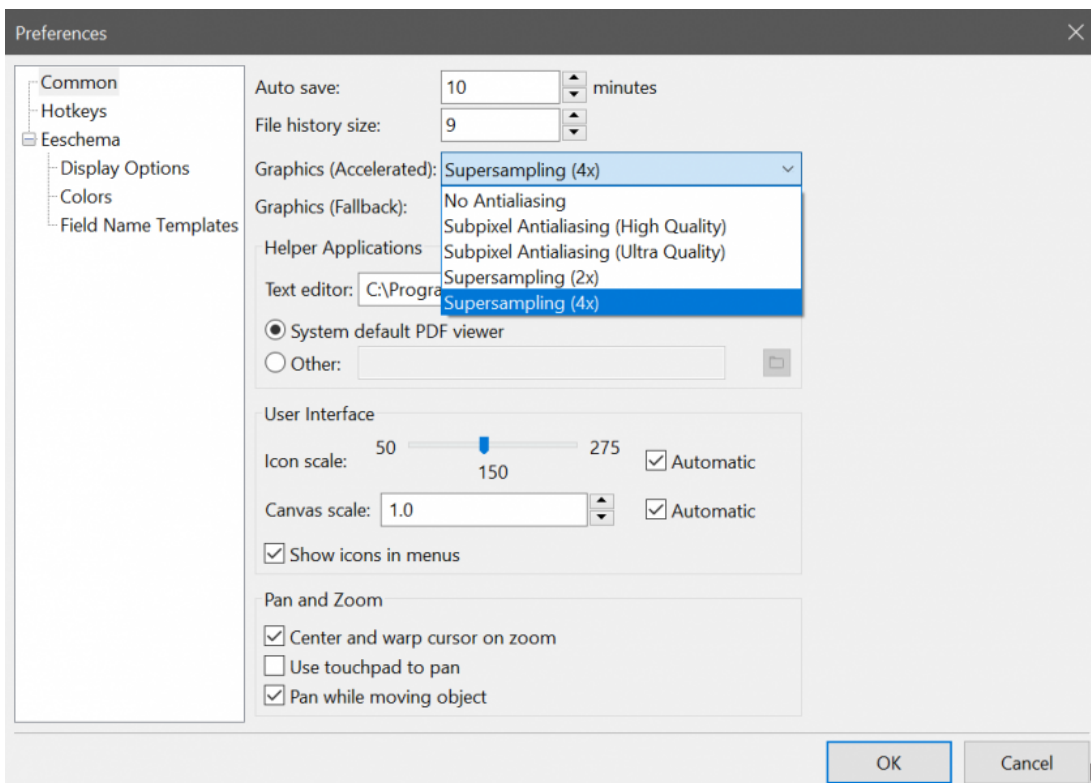 Preferences
Common
Hotkeys
Eeschema
Display Options
Colors
Field Name Templates
Auto save: 10 minutes
File history size: 9
Graphics (Accelerated): Supersampling (4x)
Graphics (Fallback):
No Antialiasing
Subpixel Antialiasing (High Quality)
Subpixel Antialiasing (Ultra Quality)
Supersampling (2x)
Supersampling (4x)
Helper Applications
Text editor: C:\Progra
System default PDF viewer
Other:
User Interface
Icon scale: 50 275 Automatic
150
Canvas scale: 1.0 Automatic
Show icons in menus
Pan and Zoom
Center and warp cursor on zoom
Use touchpad to pan
Pan while moving object
OK Cancel